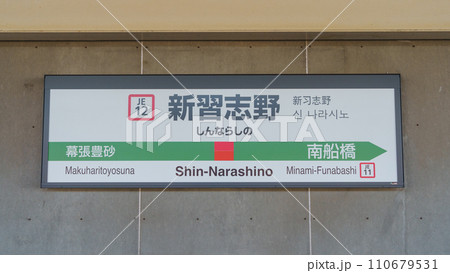 JE
12
新習志野
しんならしの
新习志野
신 나라시노
幕張豊砂
南船橋
Makuharitoyosuna
Shin-Narashino
Minami-Funabashi
JE
11
PIXTA
pixta.jp - 110679531